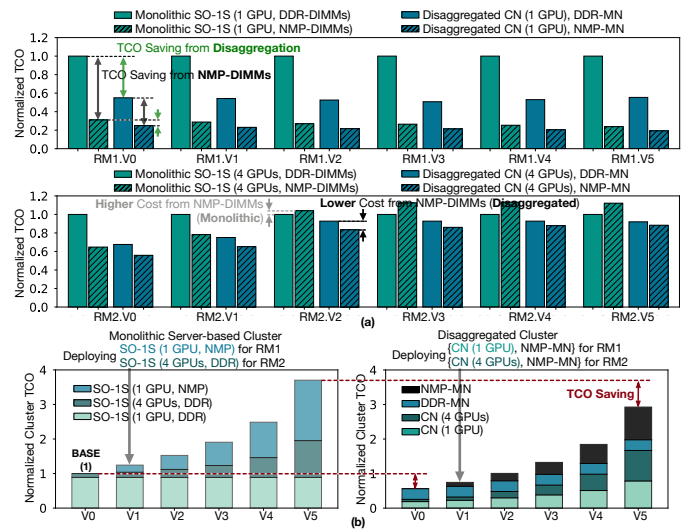 Monolithic SO-1S (1 GPU, DDR-DIMMs) Disaggregated CN (1 GPU), DDR-MN
Monolithic SO-1S (1 GPU, NMP-DIMMs) Disaggregated CN (1 GPU), NMP-MN
Normalized TCO
1.2
1.0
0.8
0.6
0.4
0.2
0.0
TCO Saving from Disaggregation
TCO Saving from NMP-DIMMs
RM1.V0 RM1.V1 RM1.V2 RM1.V3 RM1.V4 RM1.V5
Monolithic SO-1S (4 GPUs, DDR-DIMMs) Disaggregated CN (4 GPUs), DDR-MN
Monolithic SO-1S (4 GPUs, NMP-DIMMs) Disaggregated CN (4 GPUs), NMP-MN
Normalized TCO
1.2
1.0
0.8
0.6
0.4
0.2
0.0
Higher Cost from NMP-DIMMs
(Monolithic)
Lower Cost from NMP-DIMMs (Disaggregated)
RM2.V0 RM2.V1 RM2.V2 RM2.V3 RM2.V4 RM2.V5
(a)
Monolithic Server-based Cluster
Deploying SO-1S (1 GPU, NMP) for RM1
SO-1S (4 GPUs, DDR) for RM2
Normalized Cluster TCO
4
3
2
1
0
SO-1S (1 GPU, NMP)
SO-1S (4 GPUs, DDR)
SO-1S (1 GPU, DDR)
BASE
(1)
V0 V1 V2 V3 V4 V5
(b)
Disaggregated Cluster
Deploying {CN (1 GPU), NMP-MN} for RM1
{CN (4 GPUs), NMP-MN} for RM2
Normalized Cluster TCO
4
3
2
1
0
NMP-MN
DDR-MN
CN (4 GPUs)
CN (1 GPU)
TCO Saving
V0 V1 V2 V3 V4 V5